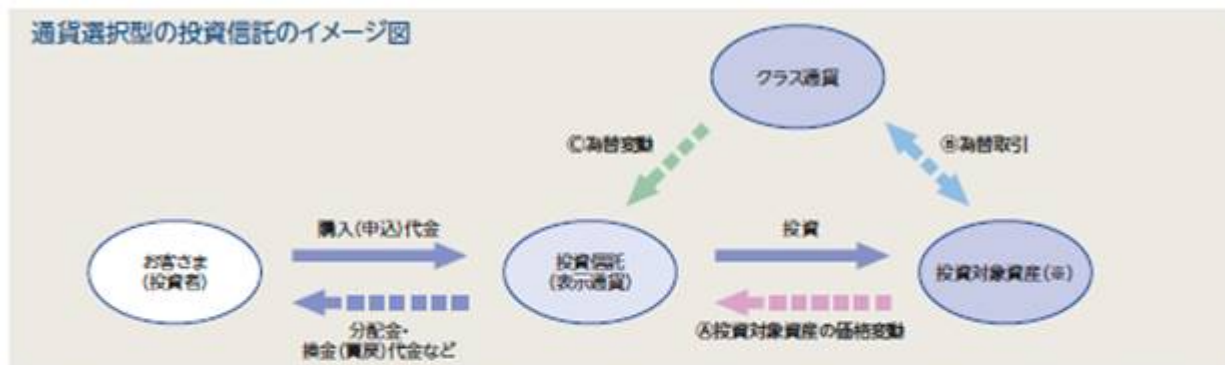 通貨選択型の投資信託のイメージ図
クラス通貨
Ⓒ為替変動
Ⓑ為替取引
購入(申込)代金
投資
お客さま
(投資者)
投資信託
(表示通貨)
投資対象資産(※)
分配金・
換金(買戻)代金など
Ⓐ投資対象資産の価格変動